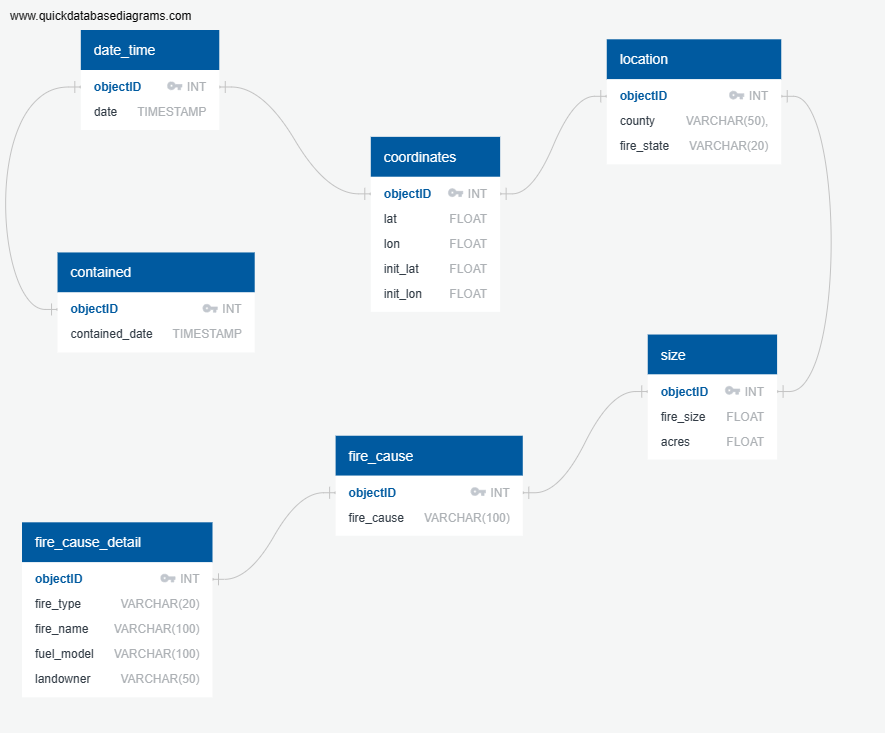 www.quickdatabasediagrams.com
date_time
objectID INT
date TIMESTAMP
location
objectID INT
county VARCHAR(50),
fire_state VARCHAR(20)
coordinates
objectID INT
lat FLOAT
lon FLOAT
init_lat FLOAT
init_lon FLOAT
contained
objectID INT
contained_date TIMESTAMP
size
objectID INT
fire_size FLOAT
acres FLOAT
fire_cause
objectID INT
fire_cause VARCHAR(100)
fire_cause_detail
objectID INT
fire_type VARCHAR(20)
fire_name VARCHAR(100)
fuel_model VARCHAR(100)
landowner VARCHAR(50)